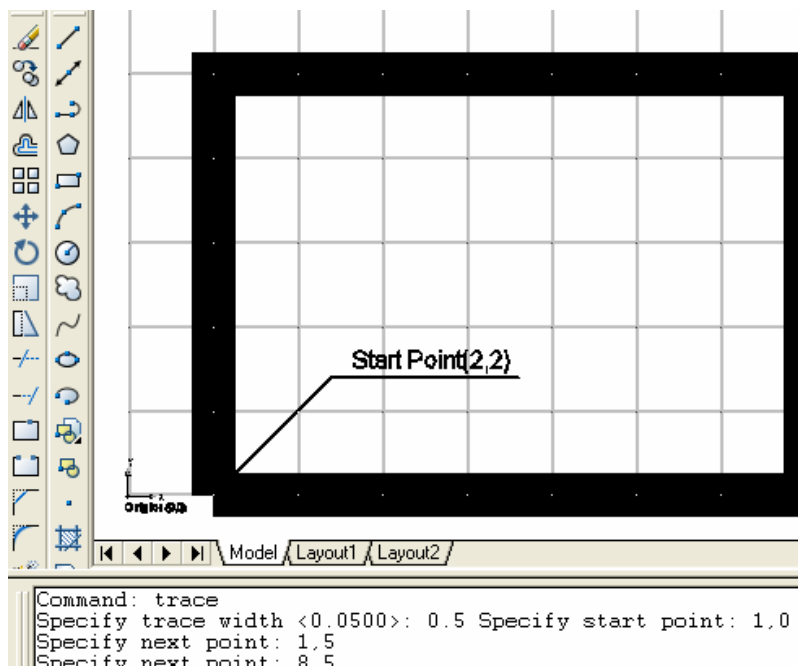 Start Point(2,2)
Model Layout1 Layout2
Command: trace
Specify trace width <0.0500>: 0.5 Specify start point: 1,0
Specify next point: 1,5
Specify next point: 8,5